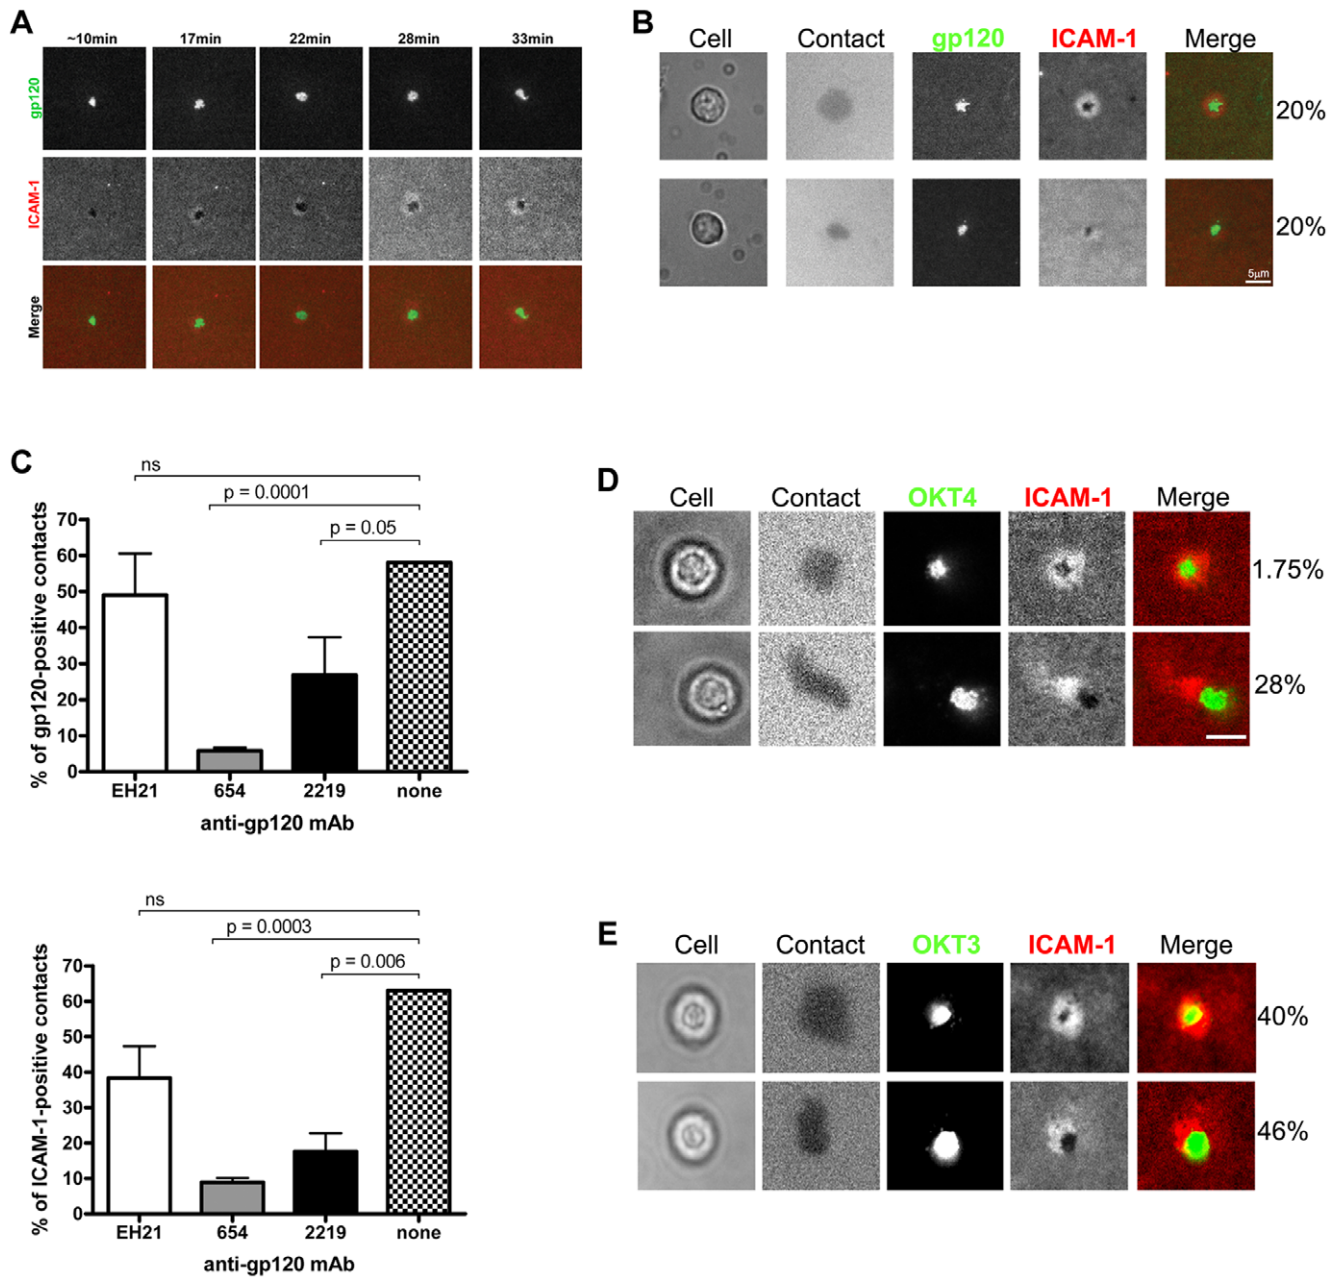 A
~10min 17min 22min 28min 33min
gp120
ICAM-1
Merge
B
Cell Contact gp120 ICAM-1 Merge
20%
20%
5µm
C
ns
p = 0.0001
p = 0.05
% of gp120-positive contacts
70
60
50
40
30
20
10
0
EH21 654 2219 none
anti-gp120 mAb
ns
p = 0.0003
p = 0.006
% of ICAM-1-positive contacts
70
60
50
40
30
20
10
0
EH21 654 2219 none
anti-gp120 mAb
D
Cell Contact OKT4 ICAM-1 Merge
1.75%
28%
E
Cell Contact OKT3 ICAM-1 Merge
40%
46%